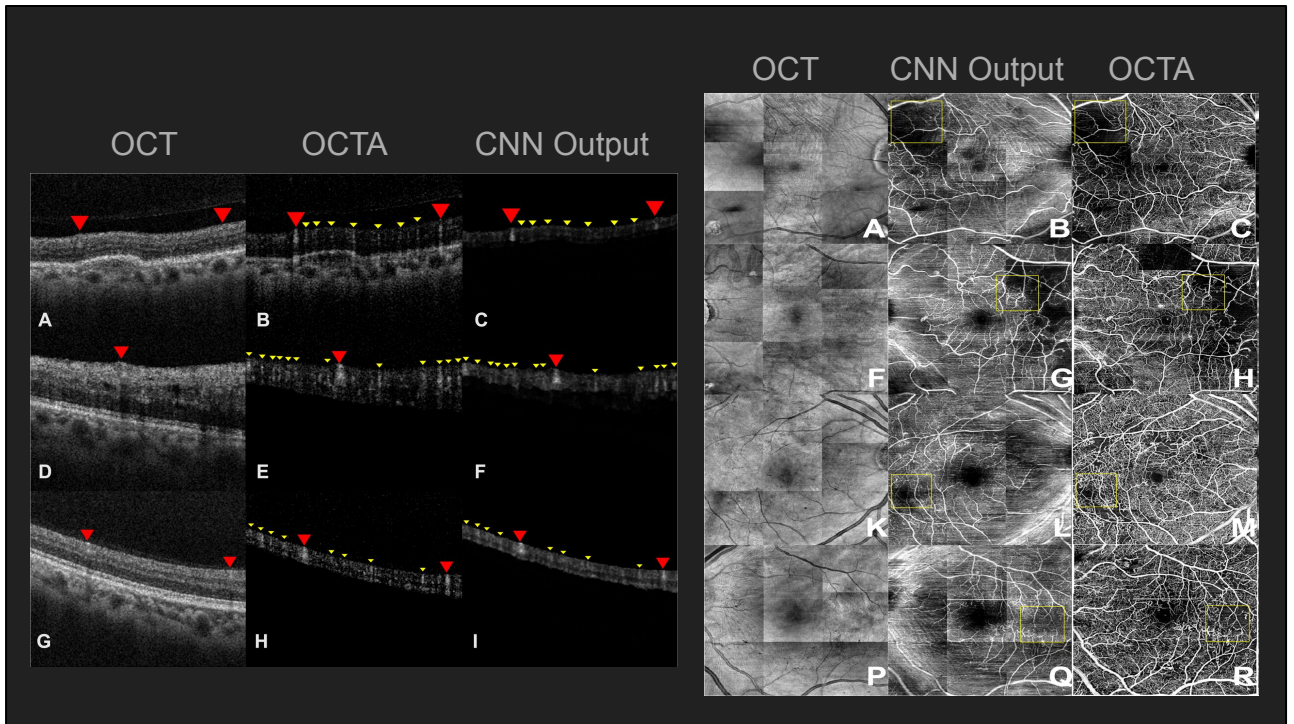 OCT OCTA CNN Output
A B C
D E F
G H I
OCT CNN Output OCTA
A B C
F G H
K L M
P Q R